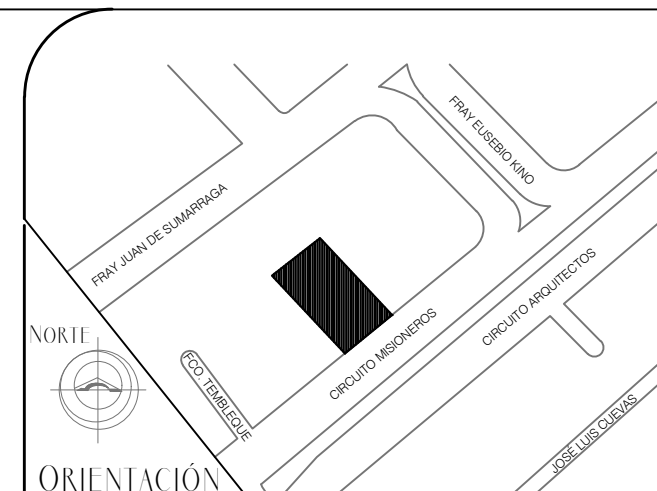 FRAY EUSEBIO KINO
FRAY JUAN DE SUMARRAGA
CIRCUITO ARQUITECTOS
CIRCUITO MISIONEROS
NORTE
FCO. TEMBLEQUE
JOSÉ LUIS CUEVAS
ORIENTACIÓN